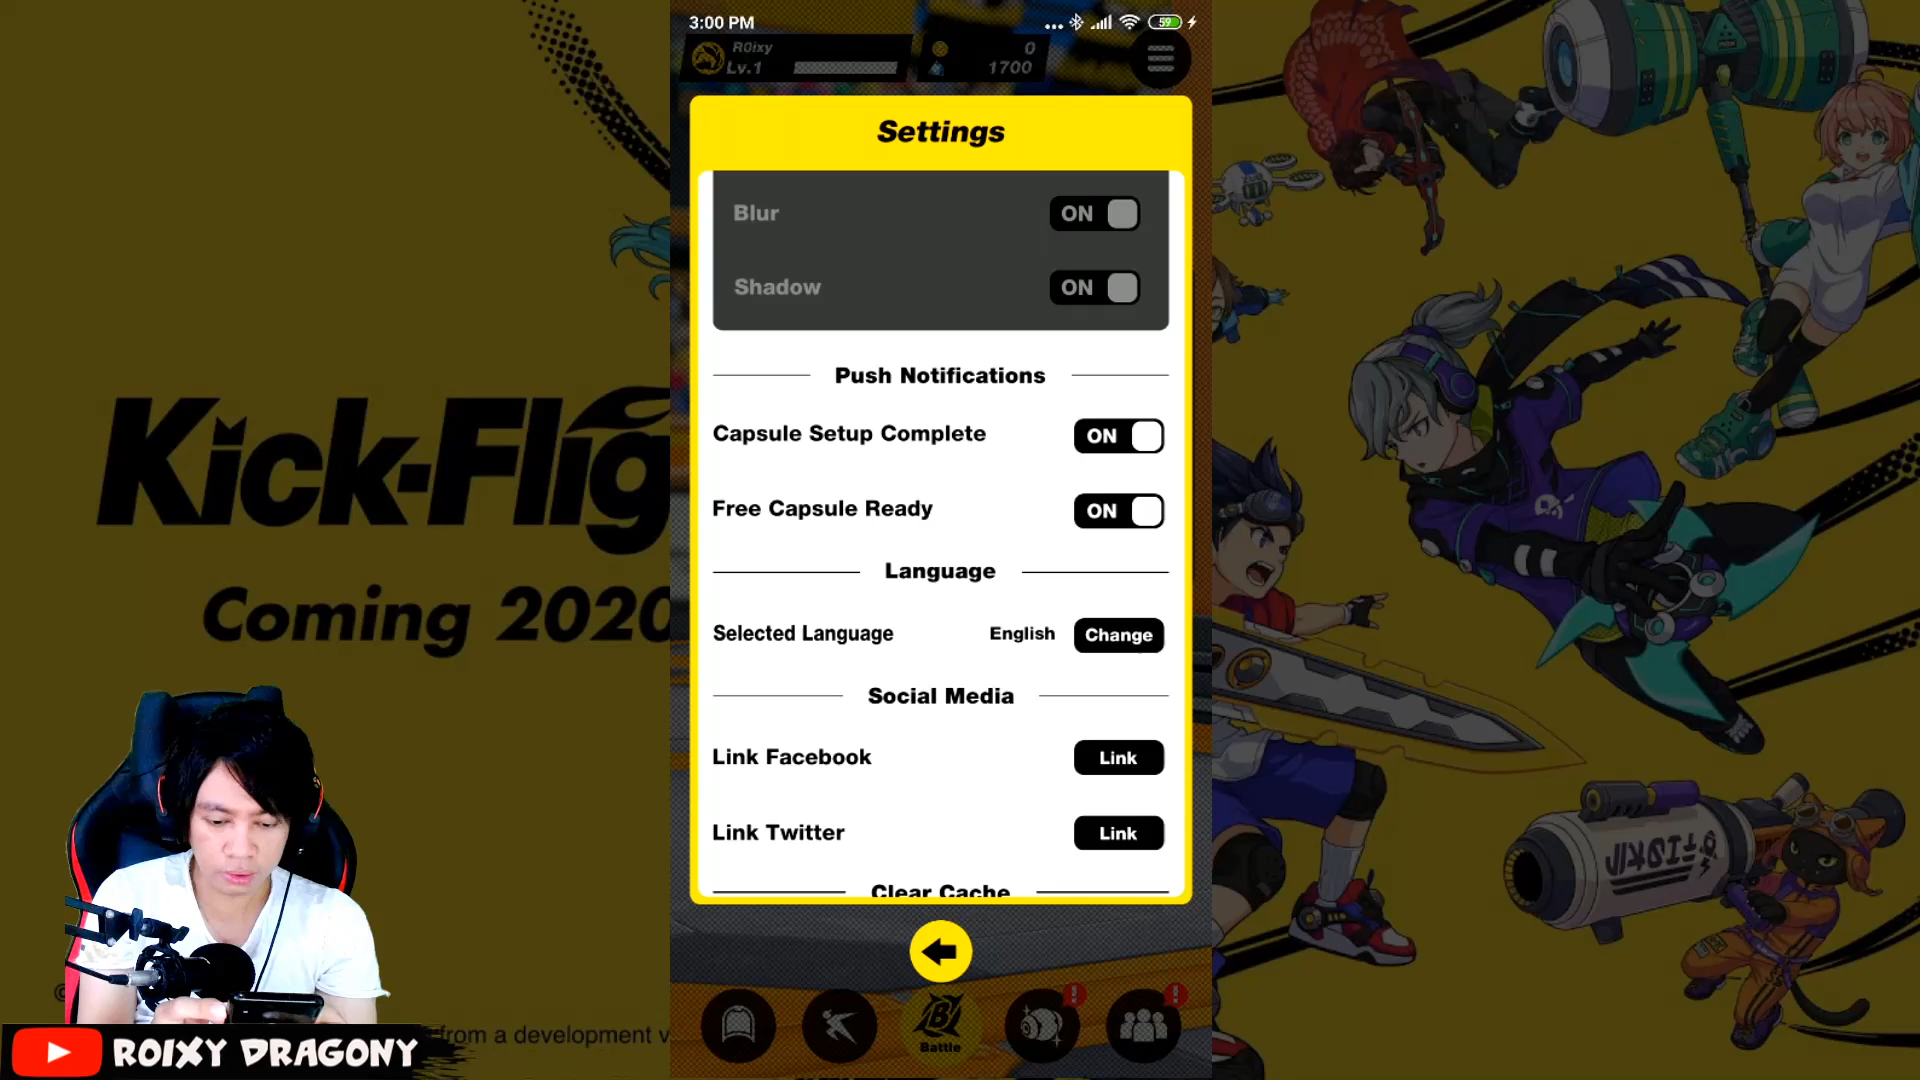 3:00 PM
59
R0ixy
Lv.1
0
1700
Settings
Blur
ON
Shadow
ON
Push Notifications
Capsule Setup Complete
ON
Free Capsule Ready
ON
Language
Selected Language
English
Change
Social Media
Link Facebook
Link
Link Twitter
Link
Clear Cache
Battle
Kick-Flig
Coming 2020
from a development v
ROIXY DRAGONY